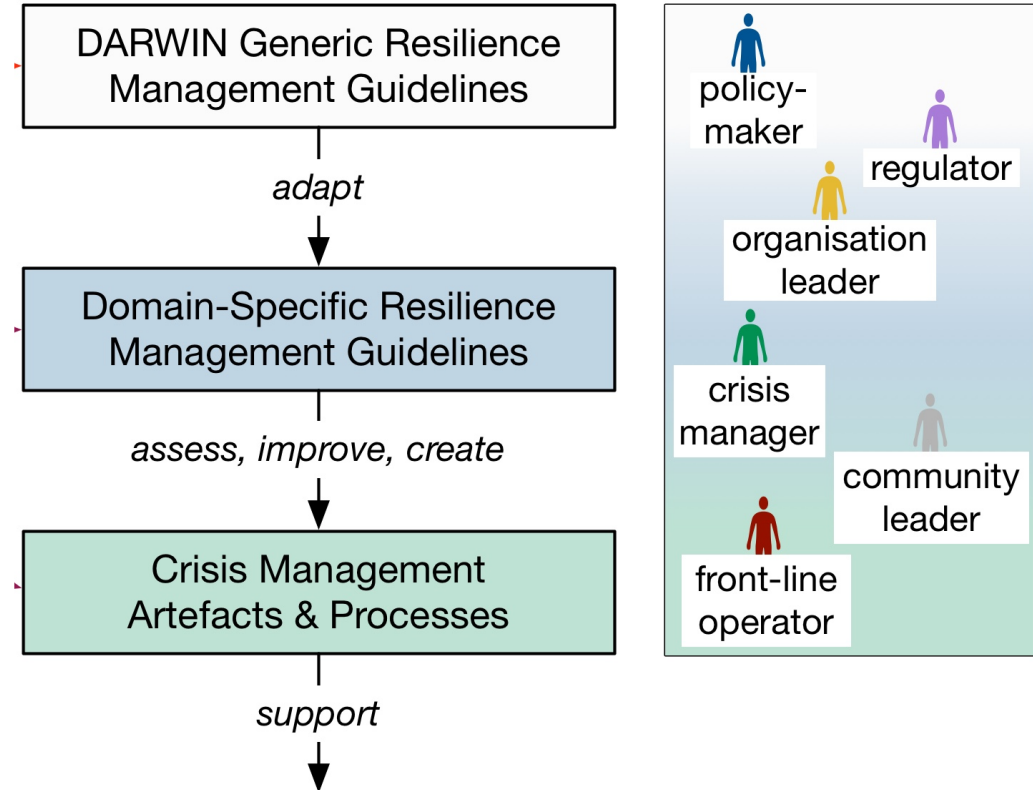 DARWIN Generic Resilience
Management Guidelines
adapt
Domain-Specific Resilience
Management Guidelines
assess, improve, create
Crisis Management
Artefacts & Processes
support
policy-
maker
regulator
organisation
leader
crisis
manager
community
leader
front-line
operator